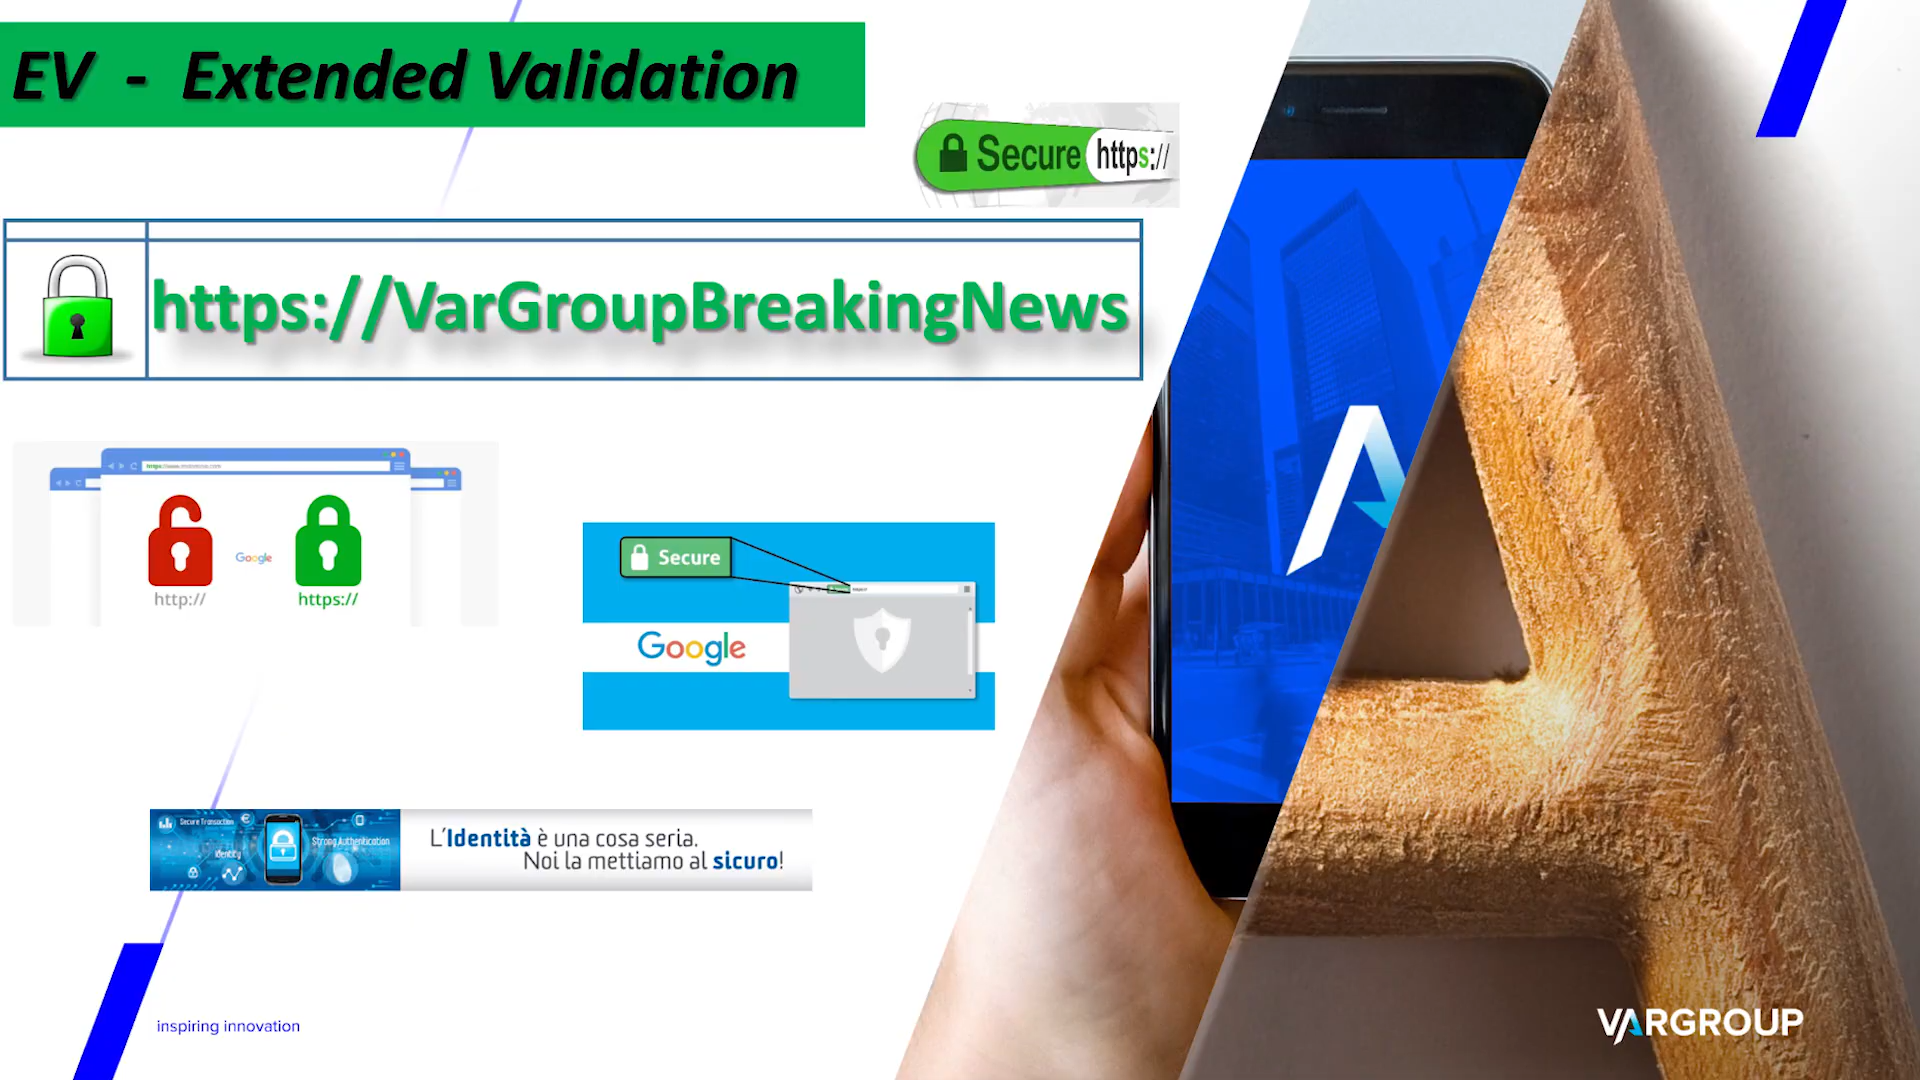 EV - Extended Validation
Secure https://
https://VarGroupBreakingNews
http://
Google
https://
Secure
Google
Secure Transaction
Identity
Strong Authentication
L'Identità è una cosa seria.
Noi la mettiamo al sicuro!
inspiring innovation
VARGROUP